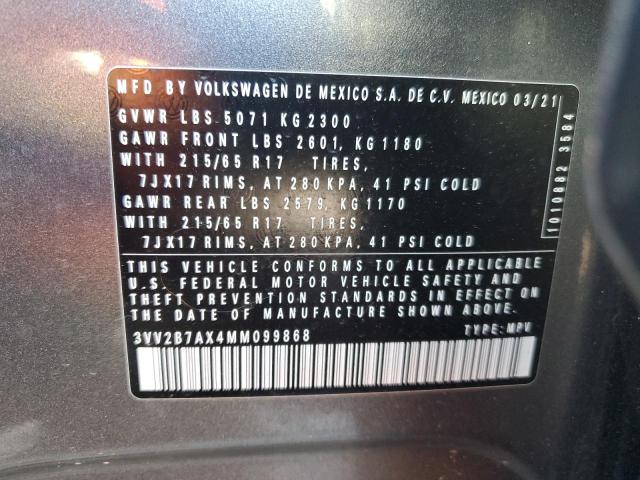 MFD BY VOLKSWAGEN DE MEXICO S.A. DE C.V. MEXICO 03/21
GVWR LBS 5071 KG 2300
GAWR FRONT LBS 2601, KG 1180
WITH 215/65 R17 TIRES,
7JX17 RIMS, AT 280 KPA, 41 PSI COLD
GAWR REAR LBS 2579, KG 1170
WITH 215/65 R17 TIRES,
7JX17 RIMS, AT 280 KPA, 41 PSI COLD
THIS VEHICLE CONFORMS TO ALL APPLICABLE
U.S. FEDERAL MOTOR VEHICLE SAFETY AND
THEFT PREVENTION STANDARDS IN EFFECT ON
THE DATE OF MANUFACTURE SHOWN ABOVE.
3VV2B7AX4MM099868 TYPE: MPV
1010882 3584